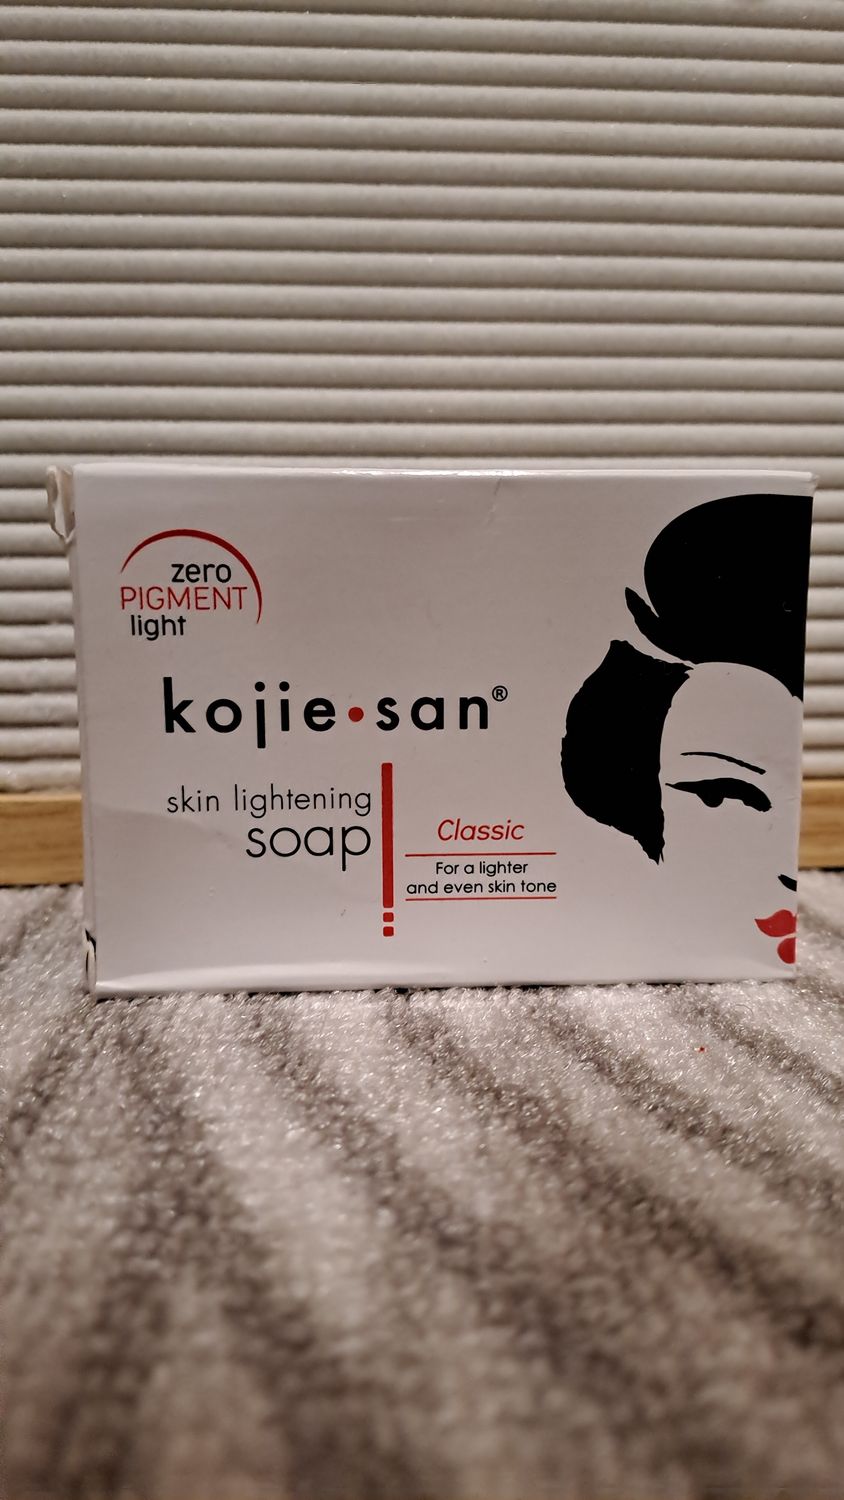 zero
PIGMENT
light
kojie•san®
skin lightening
soap
Classic
For a lighter
and even skin tone